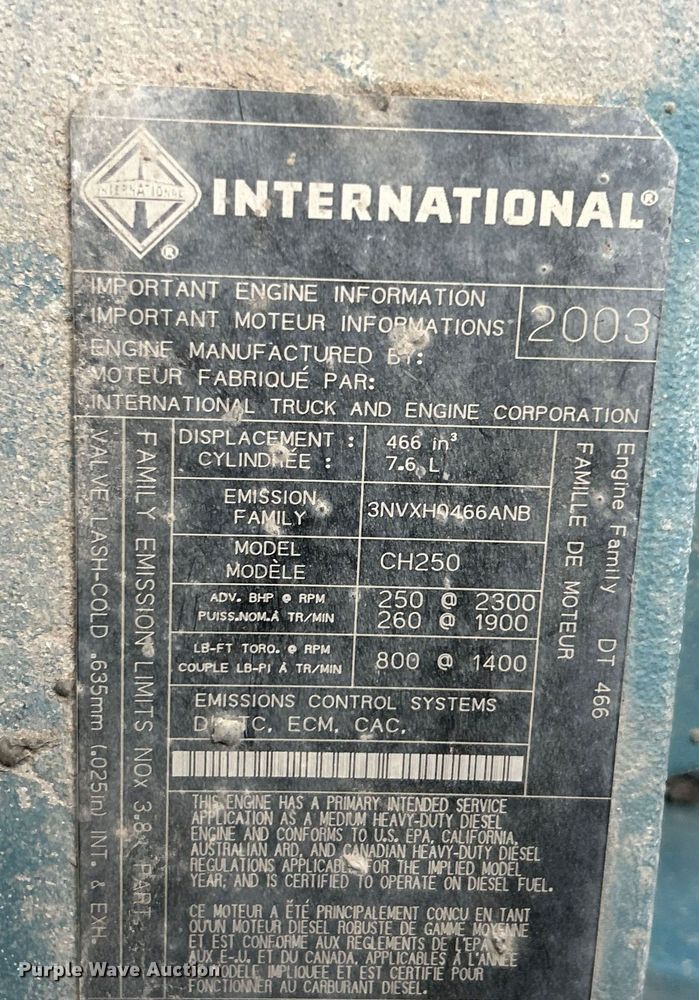 INTERNATIONAL
®
INTERNATIONAL®
IMPORTANT ENGINE INFORMATION
IMPORTANT MOTEUR INFORMATIONS
2003
ENGINE MANUFACTURED BY:
MOTEUR FABRIQUÉ PAR:
INTERNATIONAL TRUCK AND ENGINE CORPORATION
VALVE LASH-COLD .635mm (.025in) INT. & EXH.
FAMILY EMISSION LIMITS NOx 3.8 PART.
DISPLACEMENT : 466 in³
CYLINDRÉE : 7.6 L
EMISSION
FAMILY
3NVXH0466ANB
MODEL
MODÈLE
CH250
ADV. BHP @ RPM 250 @ 2300
PUISS.NOM.À TR/MIN 260 @ 1900
LB-FT TORQ. @ RPM
COUPLE LB-PI À TR/MIN
800 @ 1400
Engine Family DT 466
FAMILLE DE MOTEUR
EMISSIONS CONTROL SYSTEMS
ECM, CAC.
THIS ENGINE HAS A PRIMARY INTENDED SERVICE
APPLICATION AS A MEDIUM HEAVY-DUTY DIESEL
ENGINE AND CONFORMS TO U.S. EPA, CALIFORNIA,
AUSTRALIAN ARD, AND CANADIAN HEAVY-DUTY DIESEL
REGULATIONS APPLICABLE FOR THE IMPLIED MODEL
YEAR, AND IS CERTIFIED TO OPERATE ON DIESEL FUEL.
CE MOTEUR A ÉTÉ PRINCIPALEMENT CONCU EN TANT
QU'UN MOTEUR DIESEL ROBUSTE DE GAMME MOYENNE
ET EST CONFORME AUX REGLEMENTS DE L'EPA
AUX E.-U. ET DU CANADA, APPLICABLES A L'ANNÉE
MODELE IMPLIQUEE ET EST CERTIFIÉ POUR
FONCTIONNER AU CARBURANT DIESEL.
Purple Wave Auction